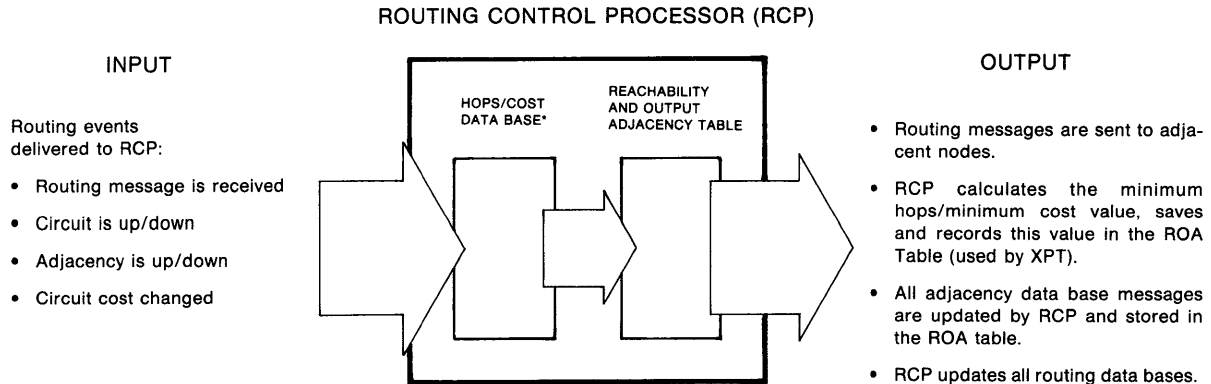 ROUTING CONTROL PROCESSOR (RCP)
INPUT
Routing events
delivered to RCP:
• Routing message is received
• Circuit is up/down
• Adjacency is up/down
• Circuit cost changed
HOPS/COST
DATA BASE*
REACHABILITY
AND OUTPUT
ADJACENCY TABLE
OUTPUT
• Routing messages are sent to adja-
cent nodes.
• RCP calculates the minimum
hops/minimum cost value, saves
and records this value in the ROA
Table (used by XPT).
• All adjacency data base messages
are updated by RCP and stored in
the ROA table.
• RCP updates all routing data bases.